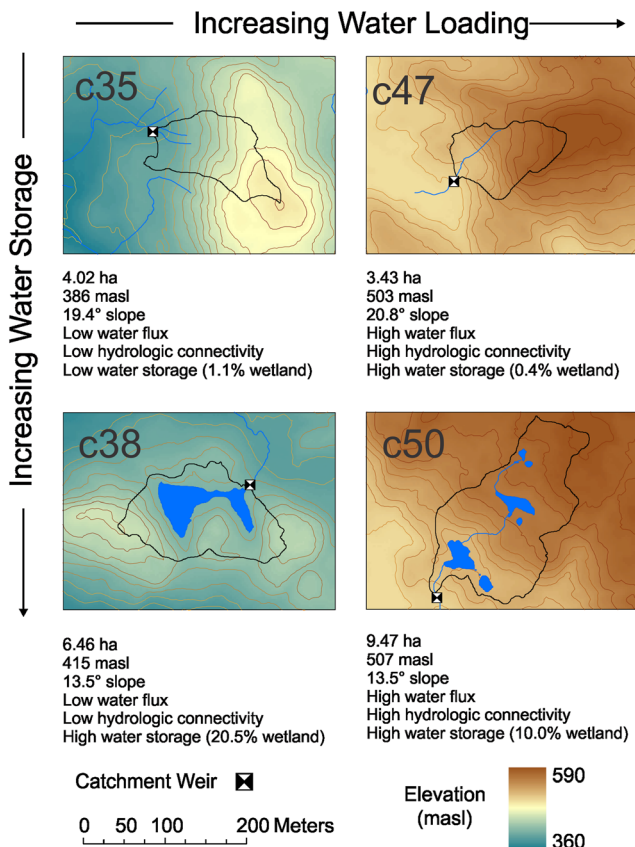 Increasing Water Loading
Increasing Water Storage
c35
4.02 ha
386 masl
19.4° slope
Low water flux
Low hydrologic connectivity
Low water storage (1.1% wetland)
c47
3.43 ha
503 masl
20.8° slope
High water flux
High hydrologic connectivity
High water storage (0.4% wetland)
c38
6.46 ha
415 masl
13.5° slope
Low water flux
Low hydrologic connectivity
High water storage (20.5% wetland)
c50
9.47 ha
507 masl
13.5° slope
High water flux
High hydrologic connectivity
High water storage (10.0% wetland)
Catchment Weir
0 50 100 200 Meters
Elevation
(masl)
590
360